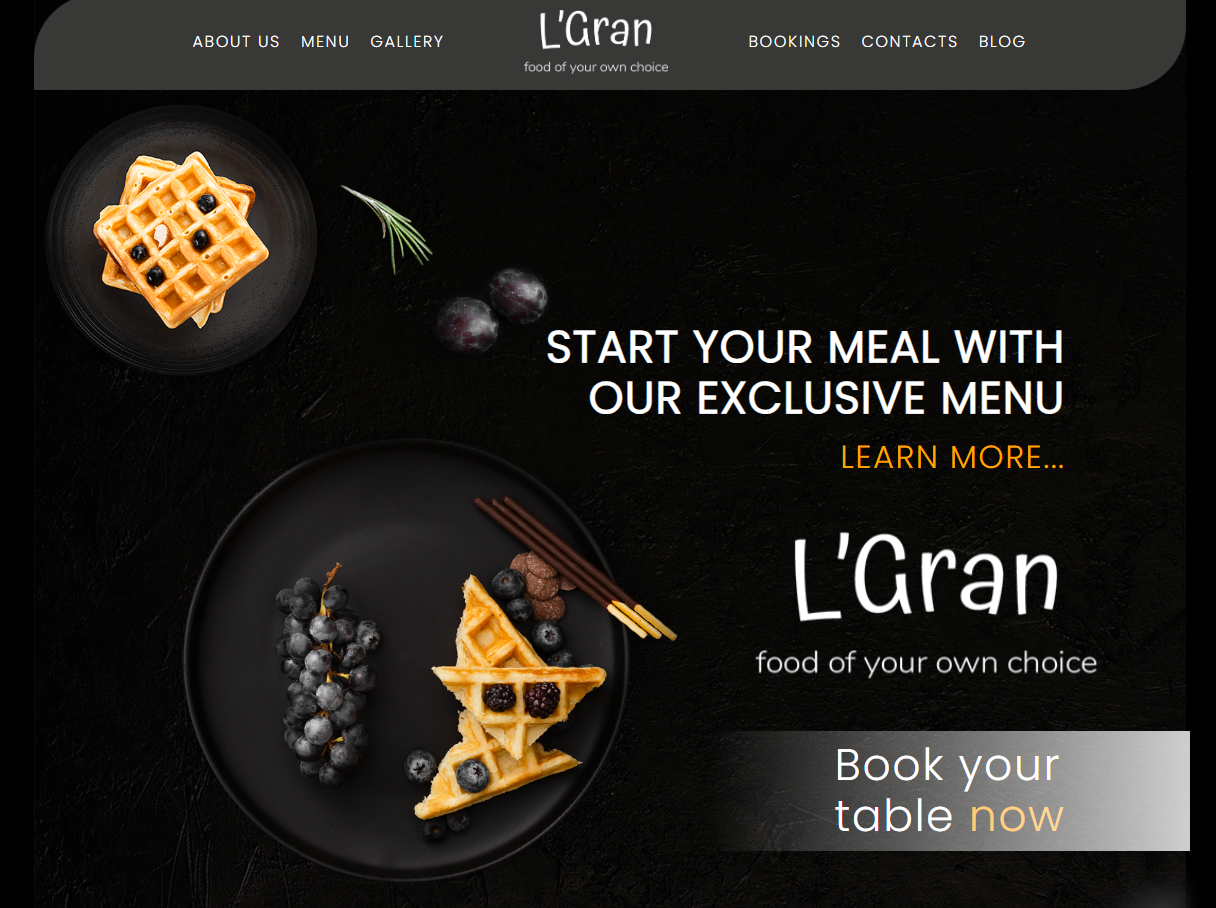 ABOUT US MENU GALLERY
L'Gran
food of your own choice
BOOKINGS CONTACTS BLOG
START YOUR MEAL WITH
OUR EXCLUSIVE MENU
LEARN MORE...
L'Gran
food of your own choice
Book your
table now